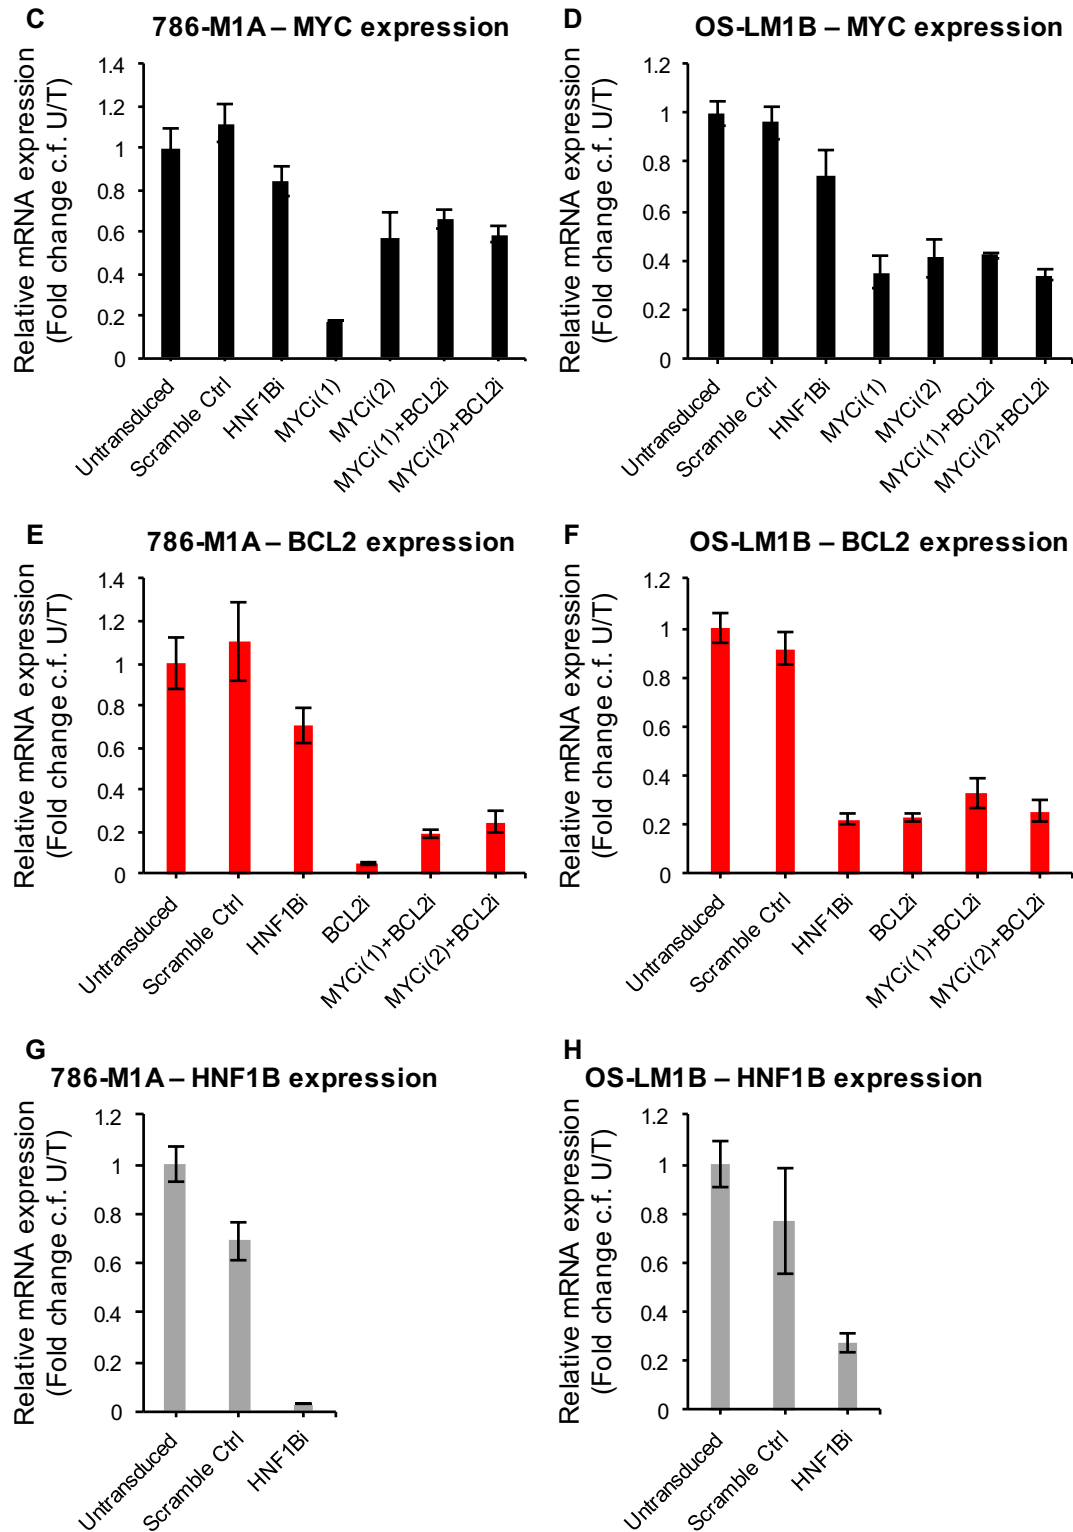 C
786-M1A – MYC expression
Relative mRNA expression
(Fold change c.f. U/T)
1.4
1.2
1
0.8
0.6
0.4
0.2
0
Untransduced
Scramble Ctrl
HNF1Bi
MYCi(1)
MYCi(2)
MYCi(1)+BCL2i
MYCi(2)+BCL2i
D
OS-LM1B – MYC expression
Relative mRNA expression
(Fold change c.f. U/T)
1.2
1
0.8
0.6
0.4
0.2
0
Untransduced
Scramble Ctrl
HNF1Bi
MYCi(1)
MYCi(2)
MYCi(1)+BCL2i
MYCi(2)+BCL2i
E
786-M1A – BCL2 expression
Relative mRNA expression
(Fold change c.f. U/T)
1.4
1.2
1
0.8
0.6
0.4
0.2
0
Untransduced
Scramble Ctrl
HNF1Bi
BCL2i
MYCi(1)+BCL2i
MYCi(2)+BCL2i
F
OS-LM1B – BCL2 expression
Relative mRNA expression
(Fold change c.f. U/T)
1.2
1
0.8
0.6
0.4
0.2
0
Untransduced
Scramble Ctrl
HNF1Bi
BCL2i
MYCi(1)+BCL2i
MYCi(2)+BCL2i
G
786-M1A – HNF1B expression
Relative mRNA expression
(Fold change c.f. U/T)
1.2
1
0.8
0.6
0.4
0.2
0
Untransduced
Scramble Ctrl
HNF1Bi
H
OS-LM1B – HNF1B expression
Relative mRNA expression
(Fold change c.f. U/T)
1.2
1
0.8
0.6
0.4
0.2
0
Untransduced
Scramble Ctrl
HNF1Bi